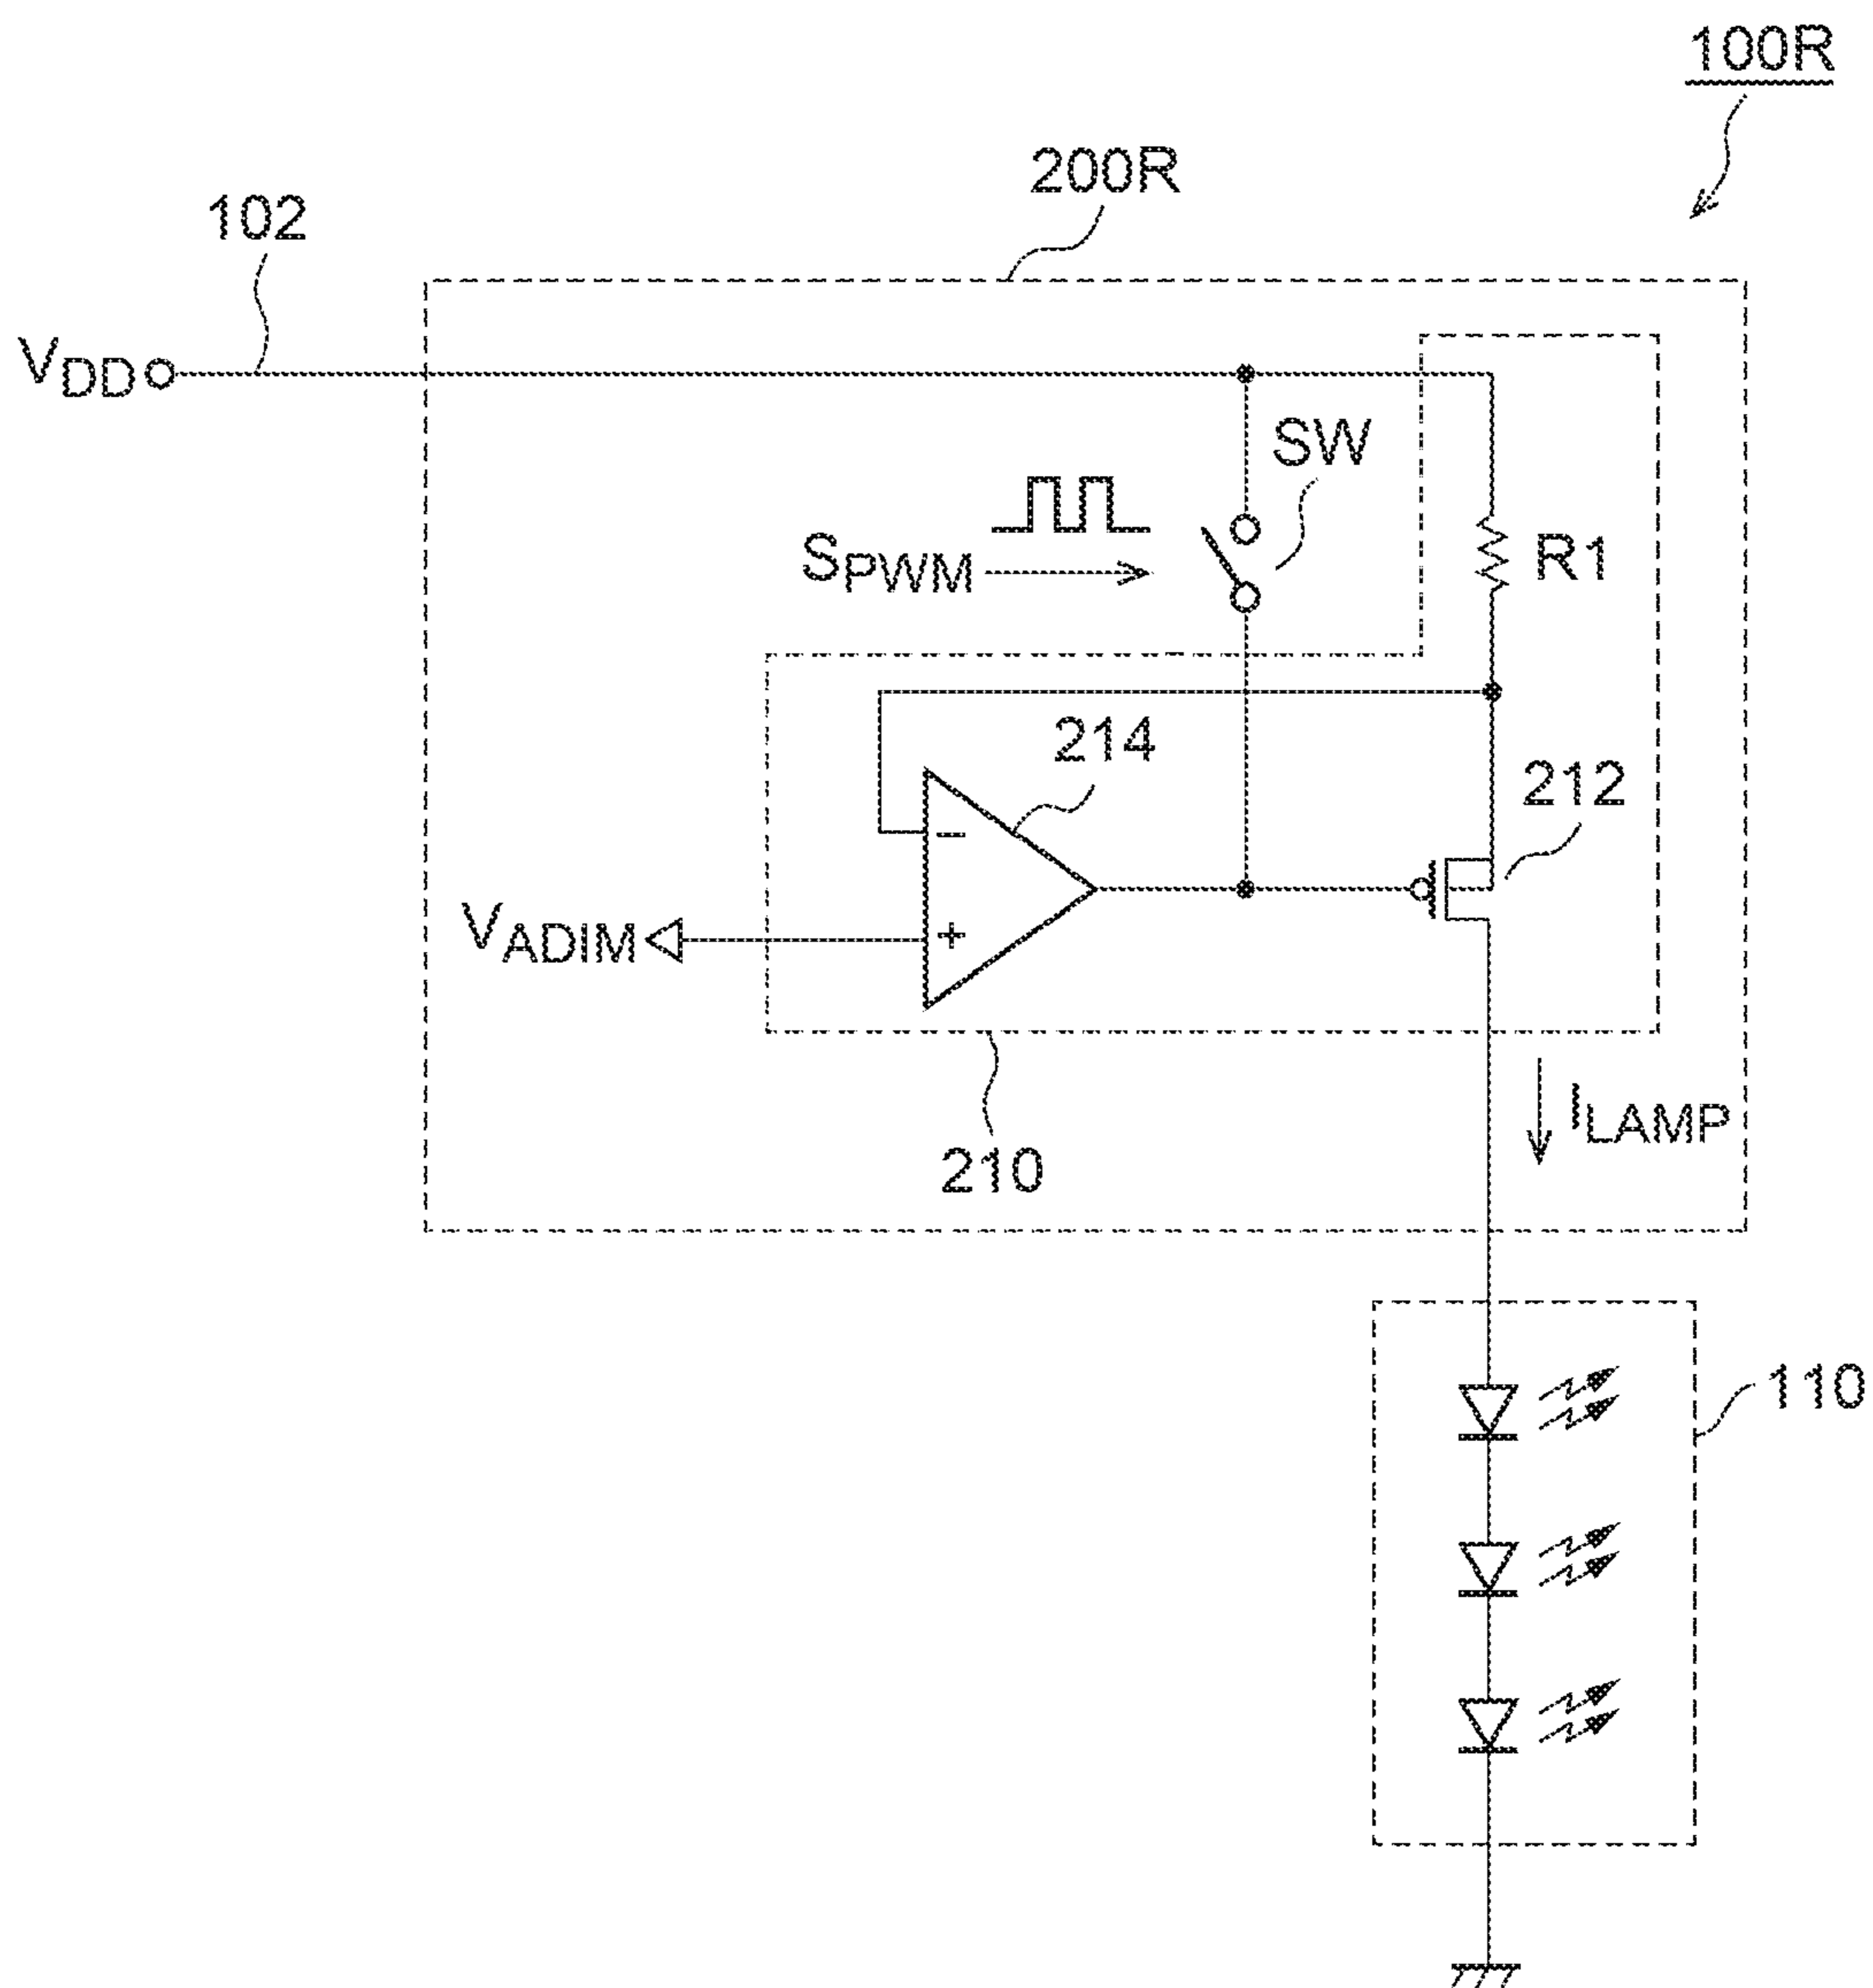 100R
200R
102
VDD
SW
SPWM
R1
214
212
−
+
VADIM
ILAMP
210
110